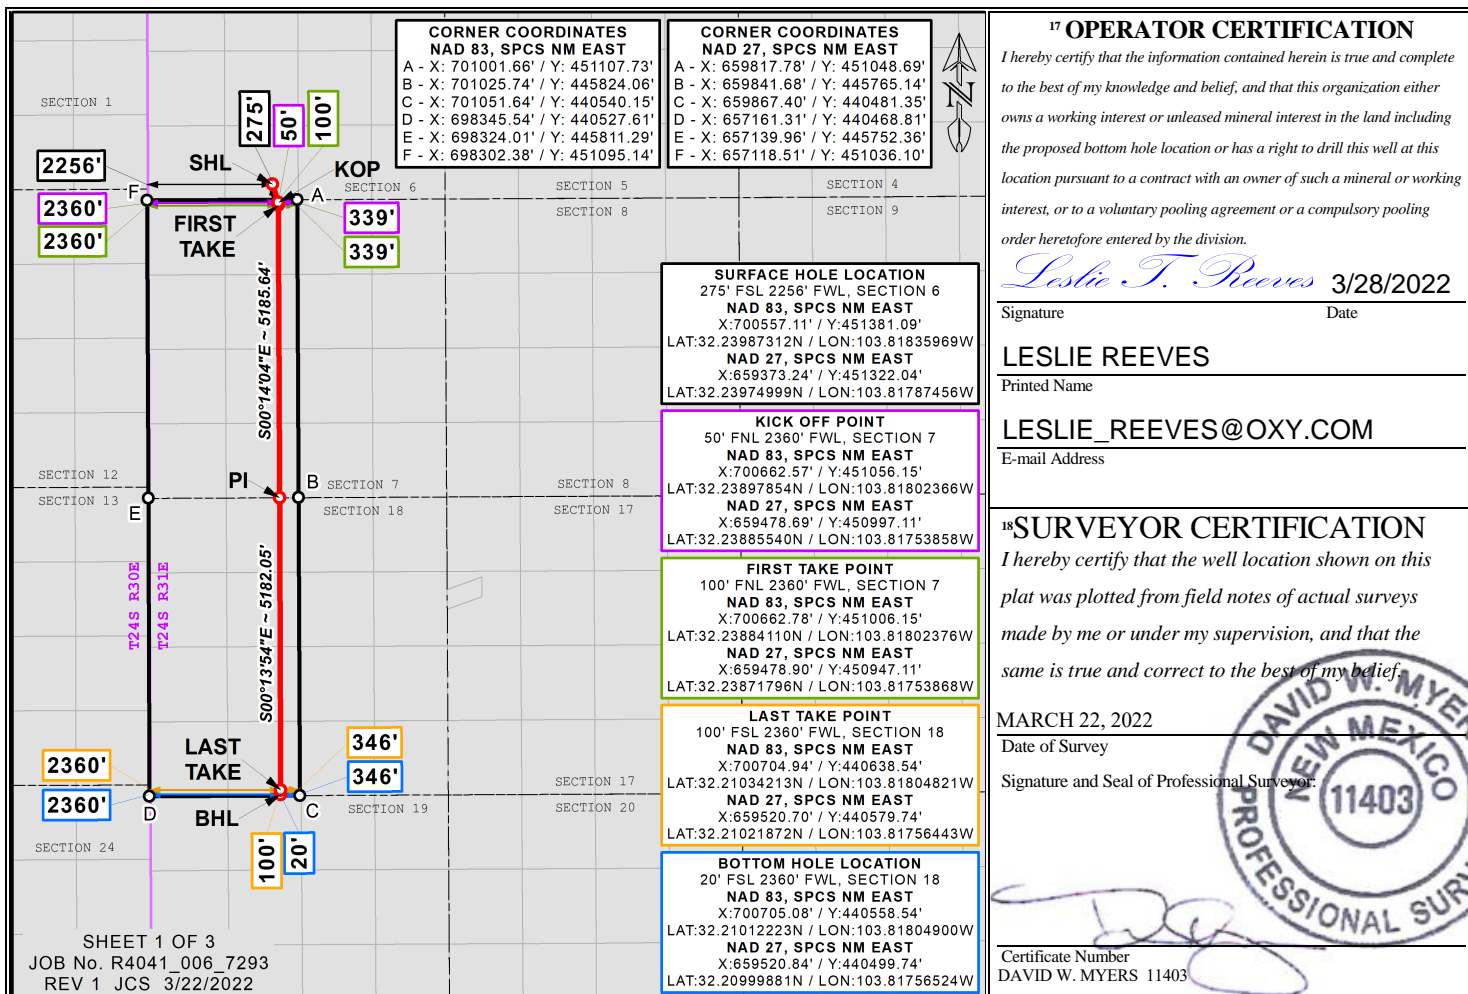 CORNER COORDINATES
NAD 83, SPCS NM EAST
A - X: 701001.66' / Y: 451107.73'
B - X: 701025.74' / Y: 445824.06'
C - X: 701051.64' / Y: 440540.15'
D - X: 698345.54' / Y: 440527.61'
E - X: 698324.01' / Y: 445811.29'
F - X: 698302.38' / Y: 451095.14'
CORNER COORDINATES
NAD 27, SPCS NM EAST
A - X: 659817.78' / Y: 451048.69'
B - X: 659841.68' / Y: 445765.14'
C - X: 659867.40' / Y: 440481.35'
D - X: 657161.31' / Y: 440468.81'
E - X: 657139.96' / Y: 445752.36'
F - X: 657118.51' / Y: 451036.10'
N
SECTION 1
275'
50'
100'
2256'
SHL
KOP
SECTION 6
SECTION 5
SECTION 4
F
A
2360'
FIRST
TAKE
339'
SECTION 8
SECTION 9
2360'
339'
S00°14'04"E ~ 5185.64'
SECTION 12
PI
B
SECTION 7
SECTION 8
SECTION 13
E
SECTION 18
SECTION 17
T24S R30E
T24S R31E
S00°13'54"E ~ 5182.05'
LAST
TAKE
346'
2360'
346'
SECTION 17
2360'
D
BHL
C
SECTION 19
SECTION 20
SECTION 24
100'
20'
SHEET 1 OF 3
JOB No. R4041_006_7293
REV 1 JCS 3/22/2022
SURFACE HOLE LOCATION
275' FSL 2256' FWL, SECTION 6
NAD 83, SPCS NM EAST
X:700557.11' / Y:451381.09'
LAT:32.23987312N / LON:103.81835969W
NAD 27, SPCS NM EAST
X:659373.24' / Y:451322.04'
LAT:32.23974999N / LON:103.81787456W
KICK OFF POINT
50' FNL 2360' FWL, SECTION 7
NAD 83, SPCS NM EAST
X:700662.57' / Y:451056.15'
LAT:32.23897854N / LON:103.81802366W
NAD 27, SPCS NM EAST
X:659478.69' / Y:450997.11'
LAT:32.23885540N / LON:103.81753858W
FIRST TAKE POINT
100' FNL 2360' FWL, SECTION 7
NAD 83, SPCS NM EAST
X:700662.78' / Y:451006.15'
LAT:32.23884110N / LON:103.81802376W
NAD 27, SPCS NM EAST
X:659478.90' / Y:450947.11'
LAT:32.23871796N / LON:103.81753868W
LAST TAKE POINT
100' FSL 2360' FWL, SECTION 18
NAD 83, SPCS NM EAST
X:700704.94' / Y:440638.54'
LAT:32.21034213N / LON:103.81804821W
NAD 27, SPCS NM EAST
X:659520.70' / Y:440579.74'
LAT:32.21021872N / LON:103.81756443W
BOTTOM HOLE LOCATION
20' FSL 2360' FWL, SECTION 18
NAD 83, SPCS NM EAST
X:700705.08' / Y:440558.54'
LAT:32.21012223N / LON:103.81804900W
NAD 27, SPCS NM EAST
X:659520.84' / Y:440499.74'
LAT:32.20999881N / LON:103.81756524W
17 OPERATOR CERTIFICATION
I hereby certify that the information contained herein is true and complete
to the best of my knowledge and belief, and that this organization either
owns a working interest or unleased mineral interest in the land including
the proposed bottom hole location or has a right to drill this well at this
location pursuant to a contract with an owner of such a mineral or working
interest, or to a voluntary pooling agreement or a compulsory pooling
order heretofore entered by the division.
Leslie T. Reeves 3/28/2022
Signature Date
LESLIE REEVES
Printed Name
LESLIE_REEVES@OXY.COM
E-mail Address
18SURVEYOR CERTIFICATION
I hereby certify that the well location shown on this
plat was plotted from field notes of actual surveys
made by me or under my supervision, and that the
same is true and correct to the best of my belief.
MARCH 22, 2022
Date of Survey
Signature and Seal of Professional Surveyor:
DAVID W. MYER
NEW MEXICO
11403
PROFESSIONAL SURV
Certificate Number
DAVID W. MYERS 11403